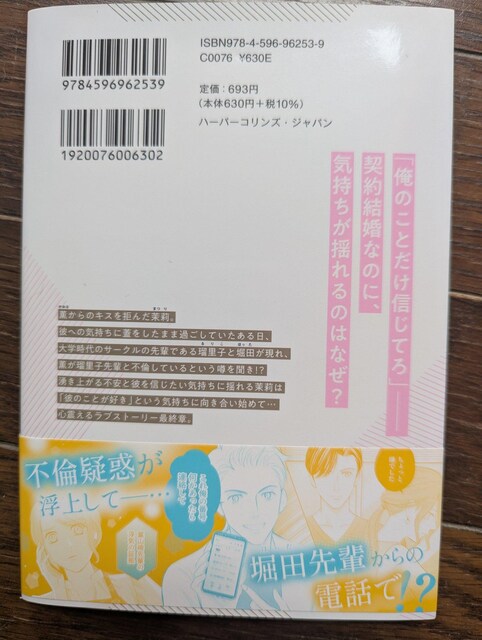 ISBN978-4-596-96253-9
C0076 ¥630E
9784596962539
定価：693円
(本体630円＋税10%)
ハーパーコリンズ・ジャパン
1920076006302
「俺のことだけ信じてろ」――
契約結婚なのに、
気持ちが揺れるのはなぜ？
薫からのキスを拒んだ茉莉。
彼への気持ちに蓋をしたまま過ごしていたある日、
大学時代のサークルの先輩である瑠里子と堀田が現れ、
薫が瑠里子先輩と不倫しているという噂を聞き!?
湧き上がる不安と彼を信じたい気持ちに揺れる茉莉は
「彼のことが好き」という気持ちに向き合い始めて…
心震えるラブストーリー最終章。
不倫疑惑が
浮上して――…
ちょっと
堀田先輩からの
電話で!?